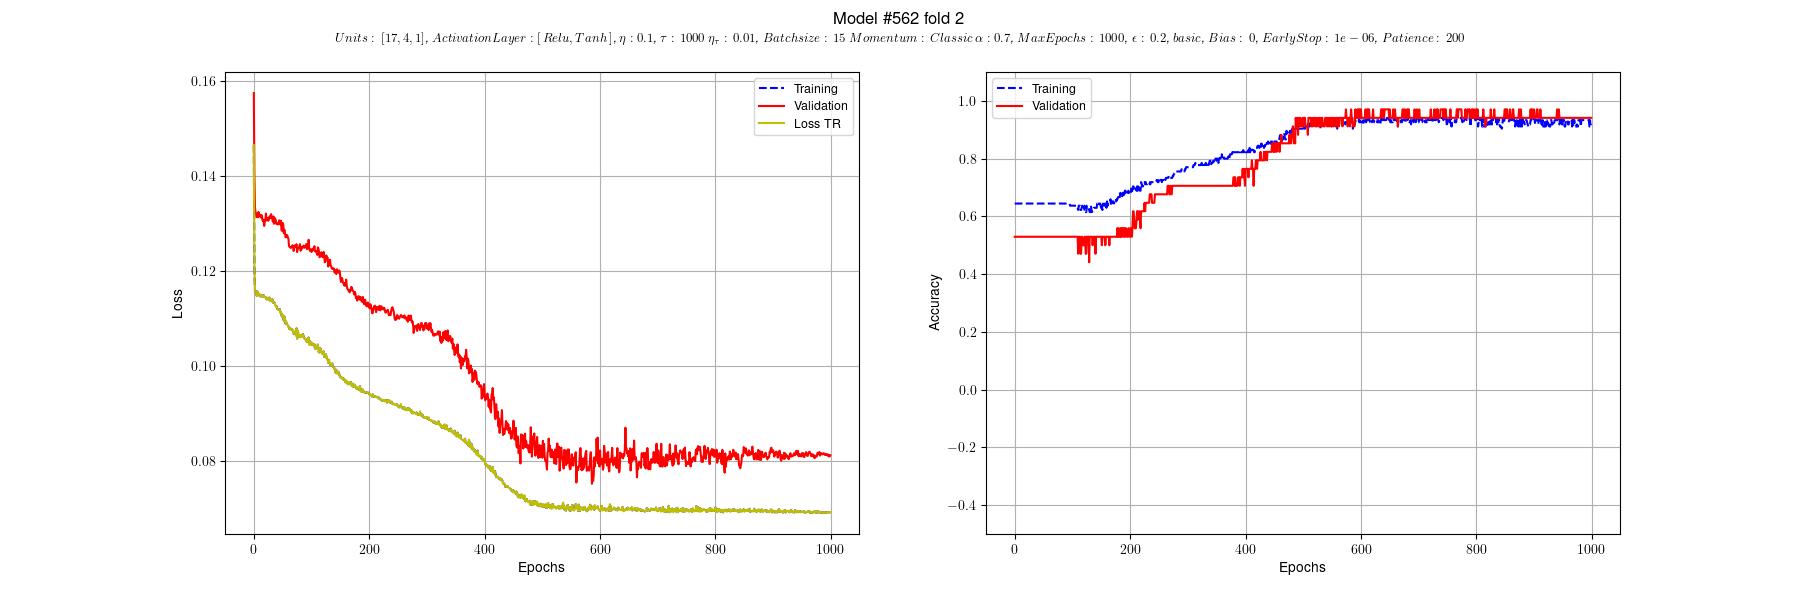 Model #562 fold 2
Units : [17, 4, 1], ActivationLayer : [Relu, Tanh], η : 0.1, τ : 1000 η_τ : 0.01, Batchsize : 15 Momentum : Classic α : 0.7, MaxEpochs : 1000, ϵ : 0.2, basic, Bias : 0, EarlyStop : 1e − 06, Patience : 200
0.16
0.14
0.12
0.10
0.08
Loss
0 200 400 600 800 1000
Epochs
Training
Validation
Loss TR
1.0
0.8
0.6
0.4
0.2
0.0
−0.2
−0.4
Accuracy
0 200 400 600 800 1000
Epochs
Training
Validation